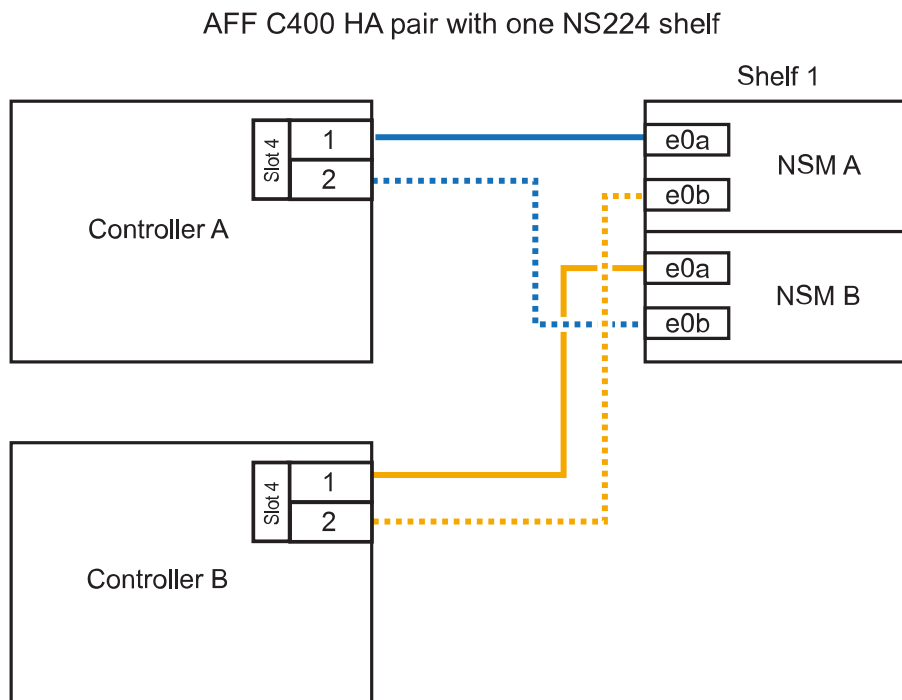 AFF C400 HA pair with one NS224 shelf
Shelf 1
Slot 4
1
2
Controller A
e0a
e0b
NSM A
e0a
e0b
NSM B
Slot 4
1
2
Controller B